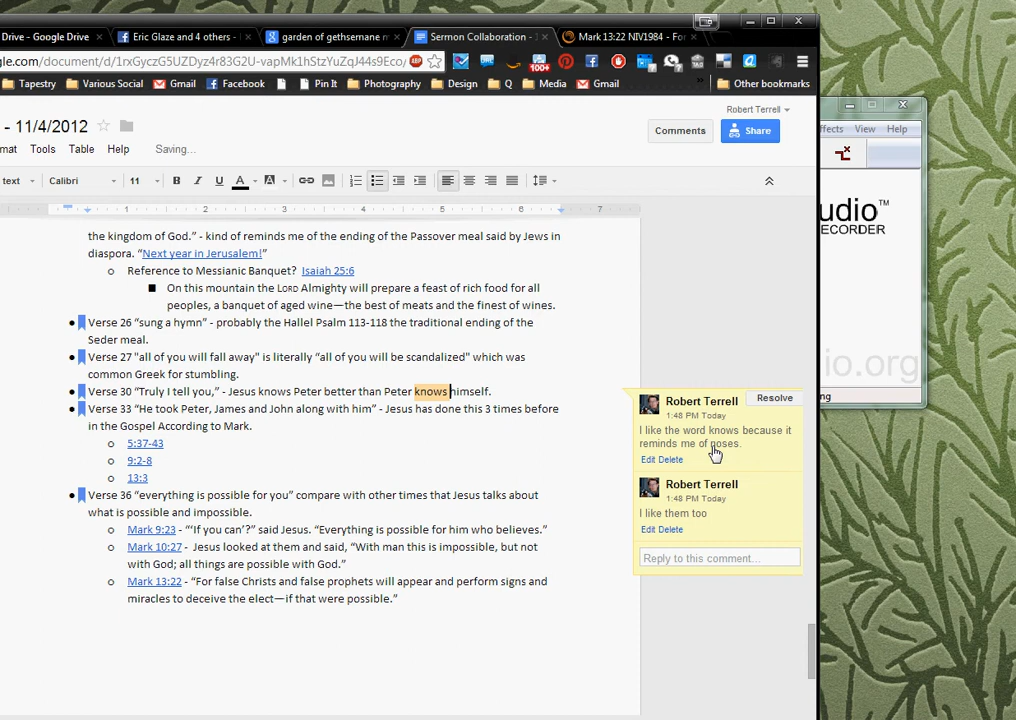 Drive - Google Drive
Eric Glaze and 4 others -
garden of gethsemane m
Sermon Collaboration -
Mark 13:22 NIV1984 - For
gle.com/document/d/1rxGyczG5UZDyz4r83G2U-vapMk1hStzYuZqJ44s9Eco/
ABP
100+
Tapestry
Various Social
Gmail
Facebook
Pin It
Photography
Design
Q
Media
Gmail
Other bookmarks
Robert Terrell
- 11/4/2012
Comments
Share
mat
Tools
Table
Help
Saving...
ffects
View
Help
text
Calibri
11
B
I
U
A
A
1
2
3
4
5
6
7
udio™
RECORDER
the kingdom of God.” - kind of reminds me of the ending of the Passover meal said by Jews in
diaspora. “Next year in Jerusalem!”
Reference to Messianic Banquet? Isaiah 25:6
On this mountain the LORD Almighty will prepare a feast of rich food for all
peoples, a banquet of aged wine—the best of meats and the finest of wines.
Verse 26 “sung a hymn” - probably the Hallel Psalm 113-118 the traditional ending of the
Seder meal.
Verse 27 "all of you will fall away" is literally “all of you will be scandalized” which was
common Greek for stumbling.
Verse 30 “Truly I tell you,” - Jesus knows Peter better than Peter knows himself.
Verse 33 “He took Peter, James and John along with him” - Jesus has done this 3 times before
in the Gospel According to Mark.
5:37-43
9:2-8
13:3
Verse 36 “everything is possible for you” compare with other times that Jesus talks about
what is possible and impossible.
Mark 9:23 - “‘If you can’?” said Jesus. “Everything is possible for him who believes.”
Mark 10:27 - Jesus looked at them and said, “With man this is impossible, but not
with God; all things are possible with God.”
Mark 13:22 - “For false Christs and false prophets will appear and perform signs and
miracles to deceive the elect—if that were possible.”
Robert Terrell
Resolve
1:48 PM Today
I like the word knows because it
reminds me of noses.
Edit Delete
Robert Terrell
1:48 PM Today
I like them too
Edit Delete
Reply to this comment...
io.org
ng